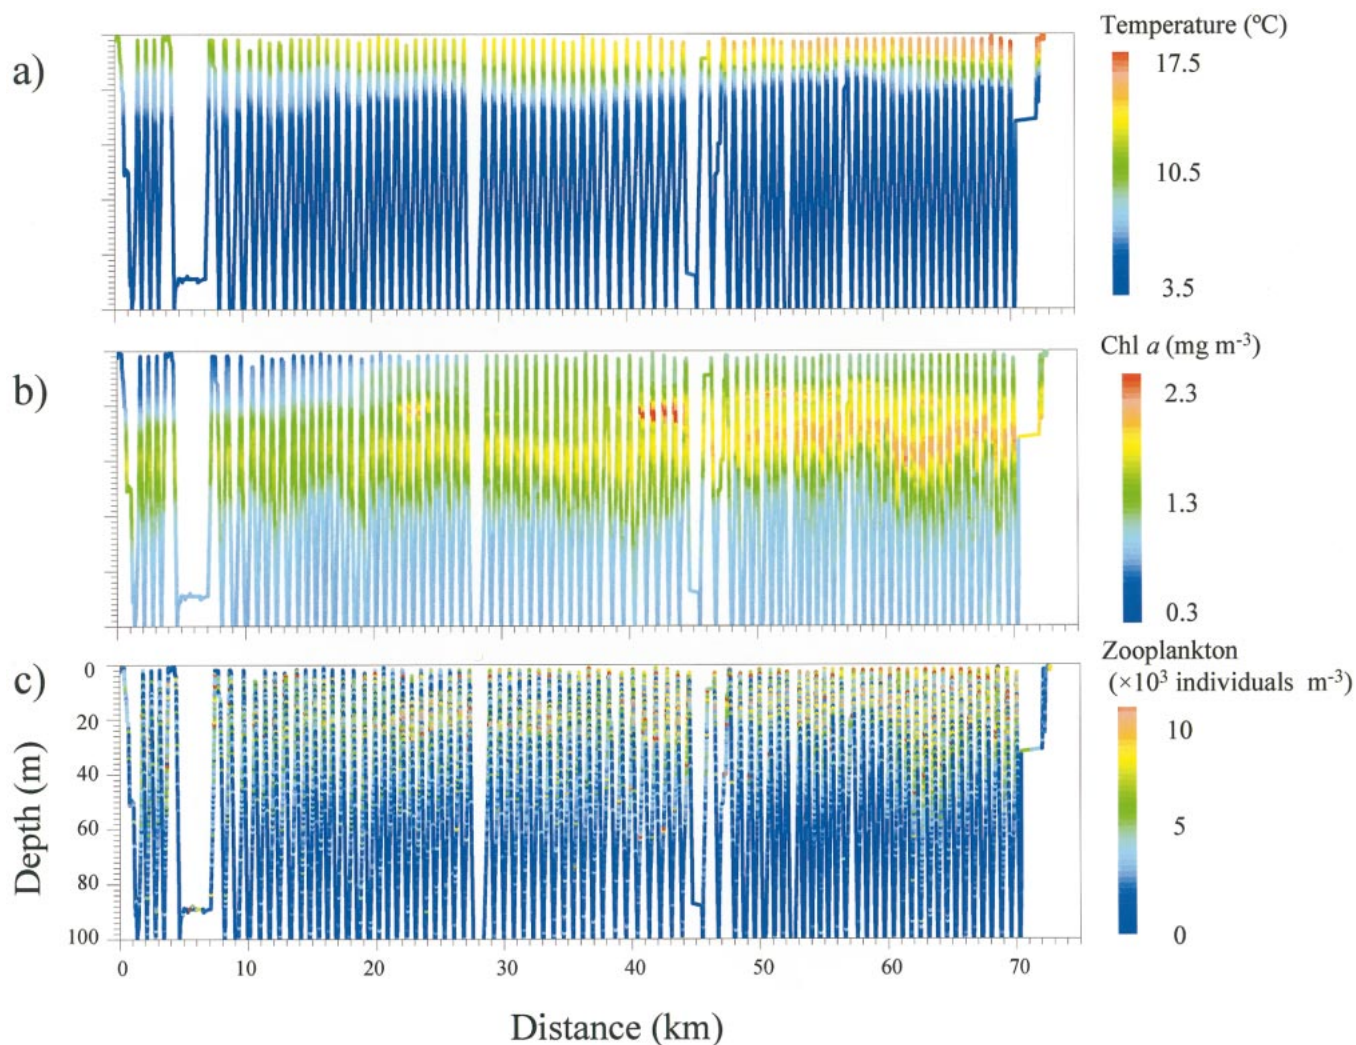 Temperature (ºC)
a)
17.5
10.5
3.5
Chl a (mg m-3)
b)
2.3
1.3
0.3
Zooplankton
(×10³ individuals m-3)
c)
10
5
0
0
20
40
60
80
100
Depth (m)
0 10 20 30 40 50 60 70
Distance (km)